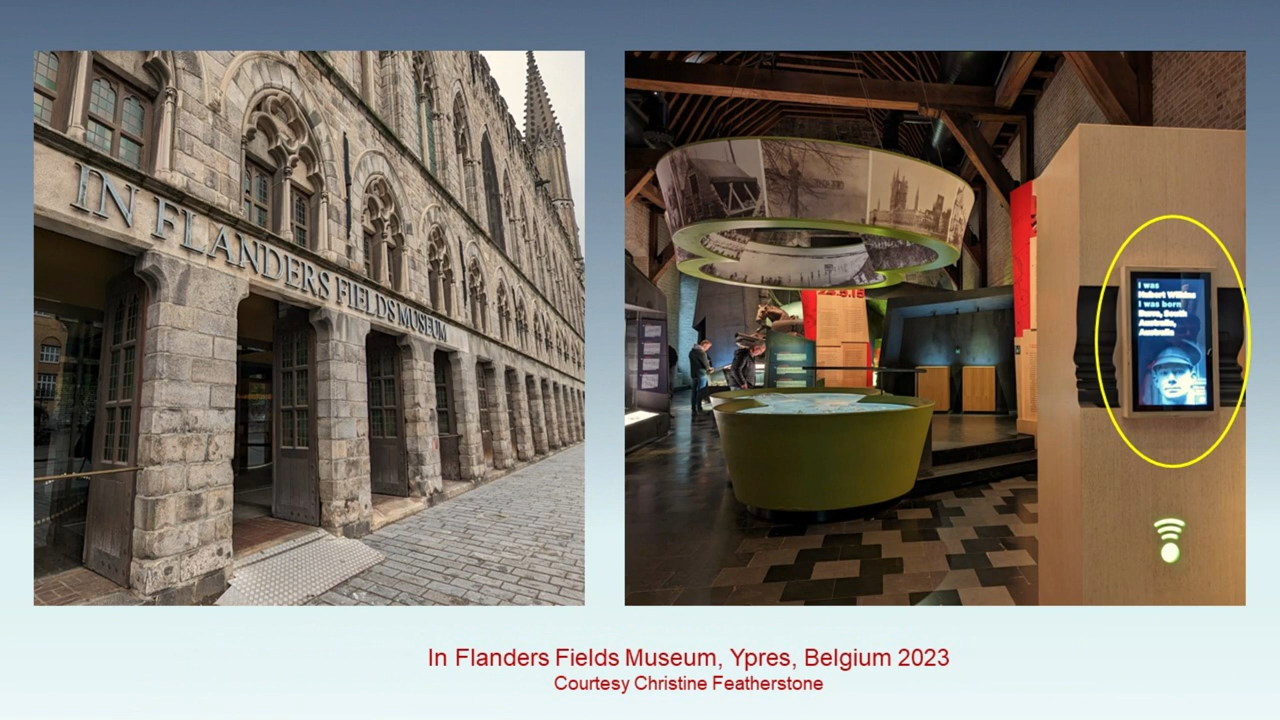 IN FLANDERS FIELDS MUSEUM
I was
Hubert Wilkins
I was born
Burra, South
Australia,
Australia
In Flanders Fields Museum, Ypres, Belgium 2023
Courtesy Christine Featherstone